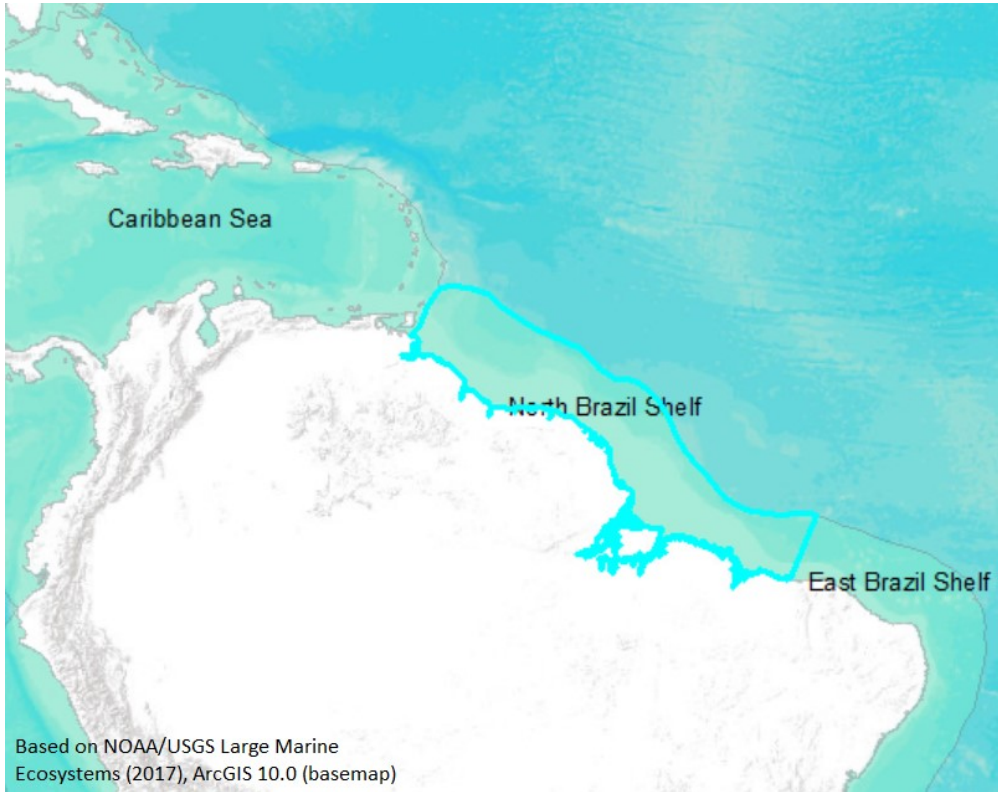 Caribbean Sea
North Brazil Shelf
East Brazil Shelf
Based on NOAA/USGS Large Marine
Ecosystems (2017), ArcGIS 10.0 (basemap)